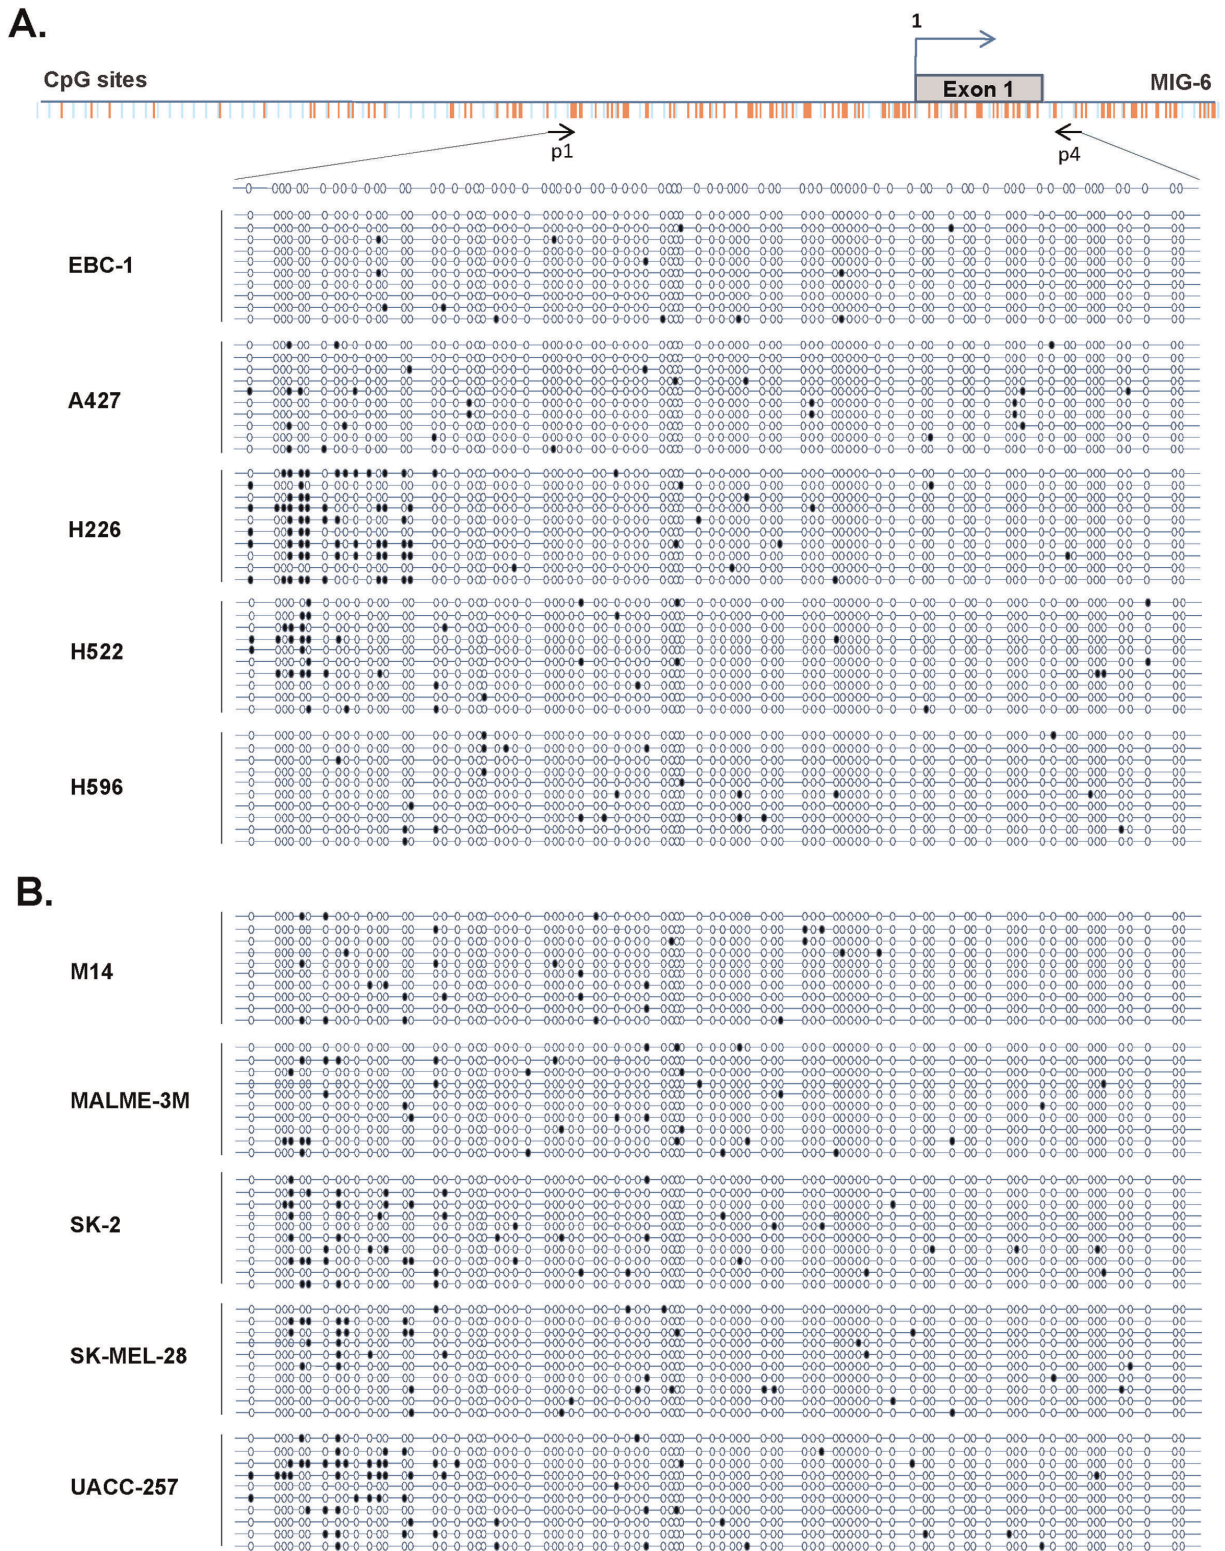 A.
1
CpG sites
Exon 1
MIG-6
p1
p4
EBC-1
A427
H226
H522
H596
B.
M14
MALME-3M
SK-2
SK-MEL-28
UACC-257